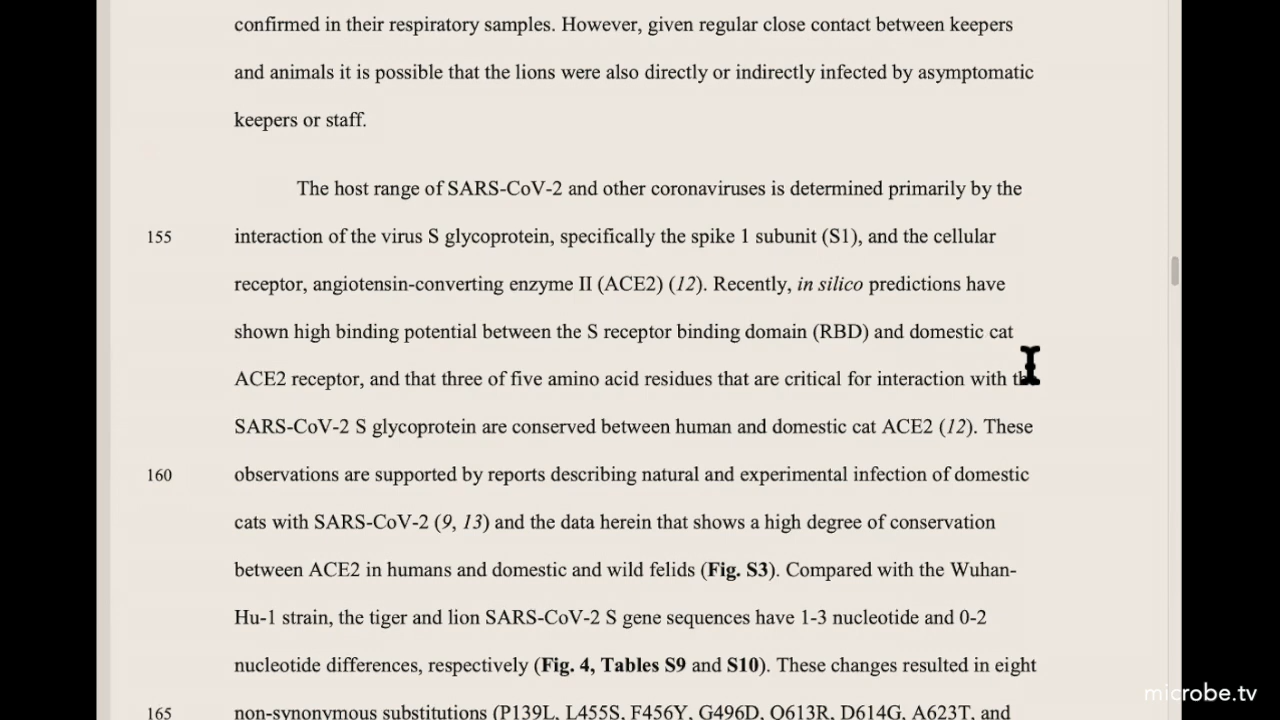 confirmed in their respiratory samples. However, given regular close contact between keepers
and animals it is possible that the lions were also directly or indirectly infected by asymptomatic
keepers or staff.
The host range of SARS-CoV-2 and other coronaviruses is determined primarily by the
155 interaction of the virus S glycoprotein, specifically the spike 1 subunit (S1), and the cellular
receptor, angiotensin-converting enzyme II (ACE2) (12). Recently, in silico predictions have
shown high binding potential between the S receptor binding domain (RBD) and domestic cat
ACE2 receptor, and that three of five amino acid residues that are critical for interaction with the
SARS-CoV-2 S glycoprotein are conserved between human and domestic cat ACE2 (12). These
160 observations are supported by reports describing natural and experimental infection of domestic
cats with SARS-CoV-2 (9, 13) and the data herein that shows a high degree of conservation
between ACE2 in humans and domestic and wild felids (Fig. S3). Compared with the Wuhan-
Hu-1 strain, the tiger and lion SARS-CoV-2 S gene sequences have 1-3 nucleotide and 0-2
nucleotide differences, respectively (Fig. 4, Tables S9 and S10). These changes resulted in eight
165 non-synonymous substitutions (P139L, L455S, F456Y, G496D, Q613R, D614G, A623T, and
microbe.tv